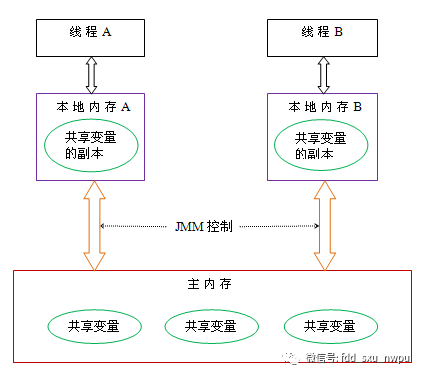 线程 A
线程 B
本地内存 A
本地内存 B
共享变量
的副本
共享变量
的副本
JMM 控制
主内存
共享变量
共享变量
共享变量
微信号: fdd_sxu_nwpu